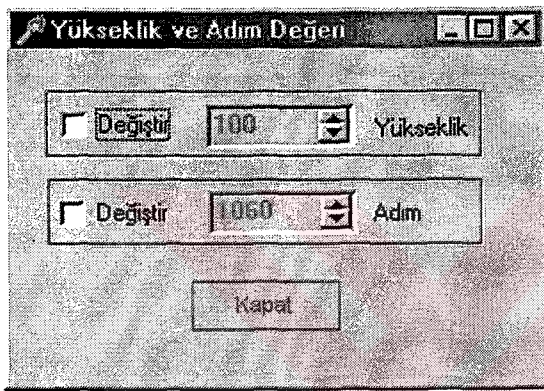 Yükseklik ve Adım Değeri
Değiştir 100 Yükseklik
Değiştir 1060 Adım
Kapat